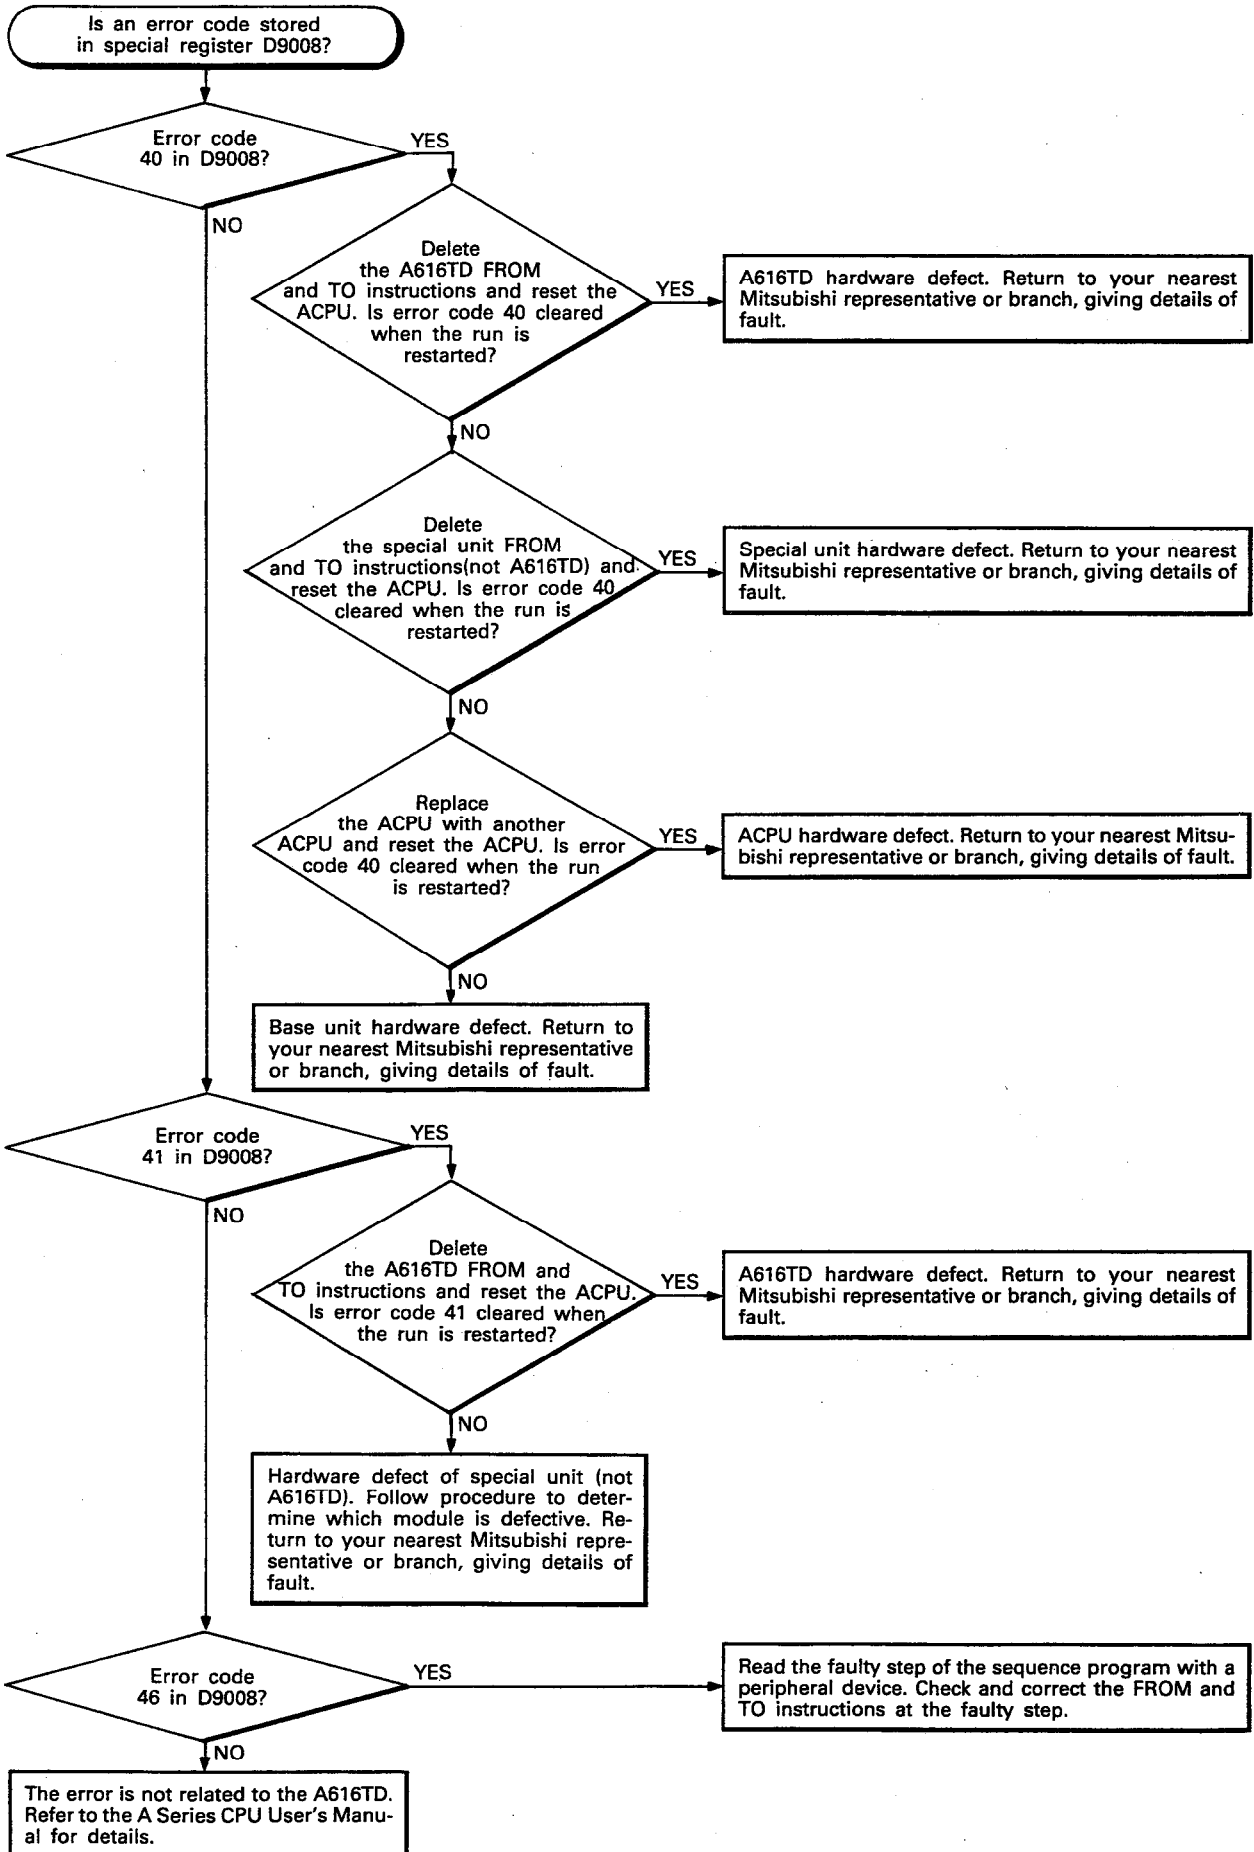 Is an error code stored
in special register D9008?
Error code
40 in D9008?
YES
NO
Delete
the A616TD FROM
and TO instructions and reset the
ACPU. Is error code 40 cleared
when the run is
restarted?
YES
A616TD hardware defect. Return to your nearest
Mitsubishi representative or branch, giving details of
fault.
NO
Delete
the special unit FROM
and TO instructions(not A616TD) and
reset the ACPU. Is error code 40
cleared when the run is
restarted?
YES
Special unit hardware defect. Return to your nearest
Mitsubishi representative or branch, giving details of
fault.
NO
Replace
the ACPU with another
ACPU and reset the ACPU. Is error
code 40 cleared when the run
is restarted?
YES
ACPU hardware defect. Return to your nearest Mitsu-
bishi representative or branch, giving details of fault.
NO
Base unit hardware defect. Return to
your nearest Mitsubishi representative
or branch, giving details of fault.
Error code
41 in D9008?
YES
NO
Delete
the A616TD FROM and
TO instructions and reset the ACPU.
Is error code 41 cleared when
the run is restarted?
YES
A616TD hardware defect. Return to your nearest
Mitsubishi representative or branch, giving details of
fault.
NO
Hardware defect of special unit (not
A616TD). Follow procedure to deter-
mine which module is defective. Re-
turn to your nearest Mitsubishi repre-
sentative or branch, giving details of
fault.
Error code
46 in D9008?
YES
Read the faulty step of the sequence program with a
peripheral device. Check and correct the FROM and
TO instructions at the faulty step.
NO
The error is not related to the A616TD.
Refer to the A Series CPU User's Manu-
al for details.